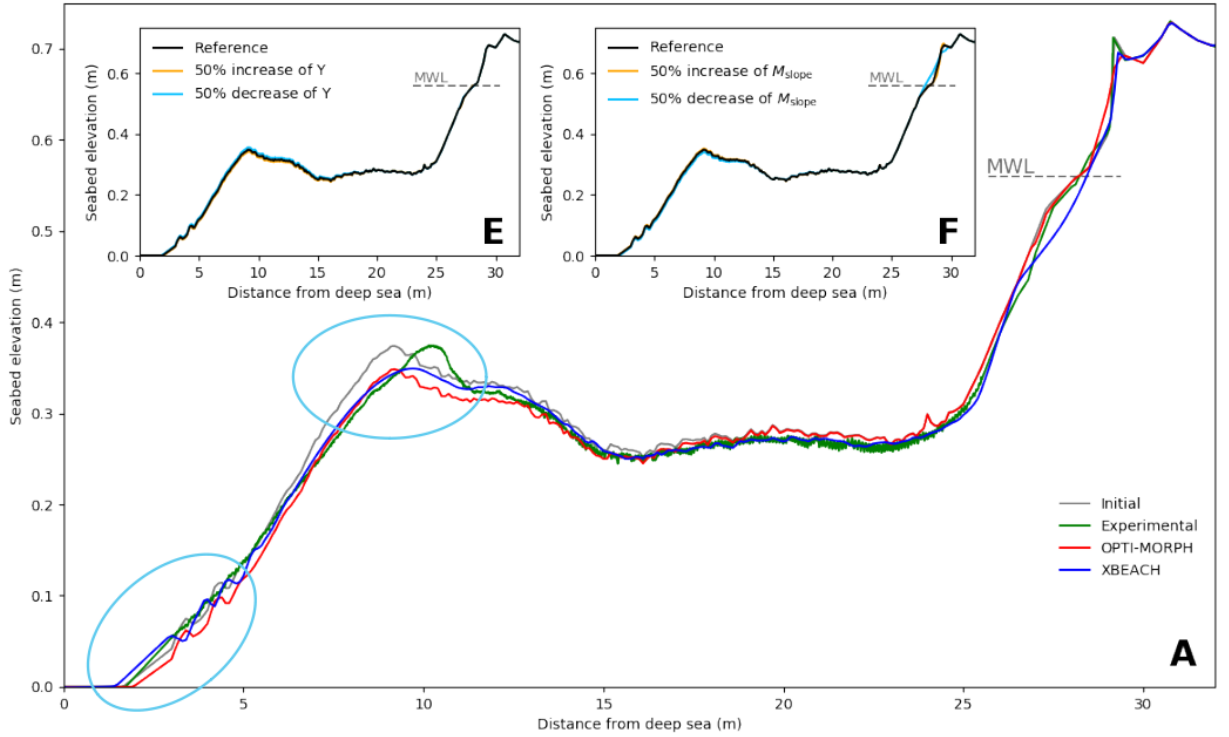 Seabed elevation (m)
0.7
0.6
0.5
0.4
0.3
0.2
0.1
0.0
0
5
10
15
20
25
30
Distance from deep sea (m)
MWL
Initial
Experimental
OPTI-MORPH
XBEACH
A
Seabed elevation (m)
0.6
0.4
0.2
0.0
Reference
50% increase of Y
50% decrease of Y
MWL
E
0
5
10
15
20
25
30
Distance from deep sea (m)
Seabed elevation (m)
0.6
0.4
0.2
0.0
Reference
50% increase of Mslope
50% decrease of Mslope
MWL
F
0
5
10
15
20
25
30
Distance from deep sea (m)